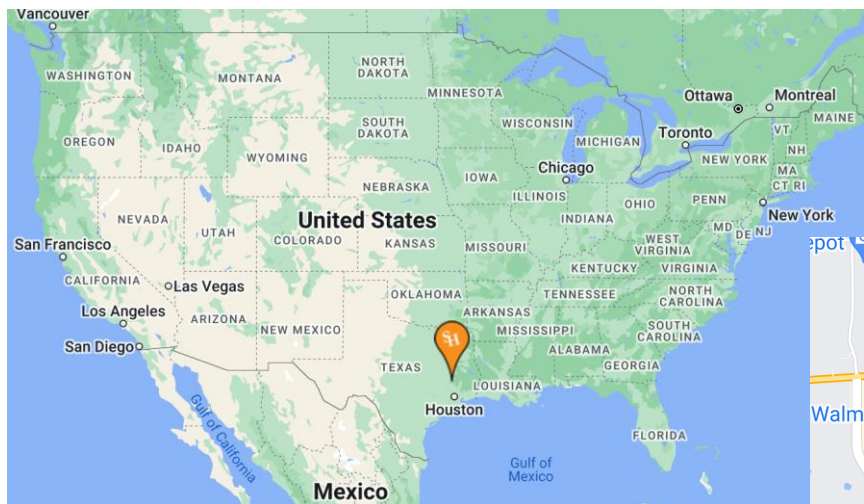 Vancouver
WASHINGTON
MONTANA
NORTH
DAKOTA
MINNESOTA
Ottawa
Montreal
MAINE
OREGON
IDAHO
SOUTH
DAKOTA
WISCONSIN
MICHIGAN
Toronto
VT
NH
WYOMING
NEW YORK
MA
CT RI
Chicago
NEBRASKA
IOWA
ILLINOIS
INDIANA
OHIO
PENN
New York
NEVADA
UTAH
COLORADO
United States
KANSAS
MISSOURI
WEST
VIRGINIA
MD
DE
NJ
San Francisco
CALIFORNIA
Las Vegas
KENTUCKY
VIRGINIA
epot
Los Angeles
ARIZONA
NEW MEXICO
OKLAHOMA
ARKANSAS
TENNESSEE
NORTH
CAROLINA
San Diego
SH
MISSISSIPPI
ALABAMA
SOUTH
CAROLINA
GEORGIA
TEXAS
LOUISIANA
Houston
Walm
Gulf of California
FLORIDA
Gulf of
Mexico
Mexico